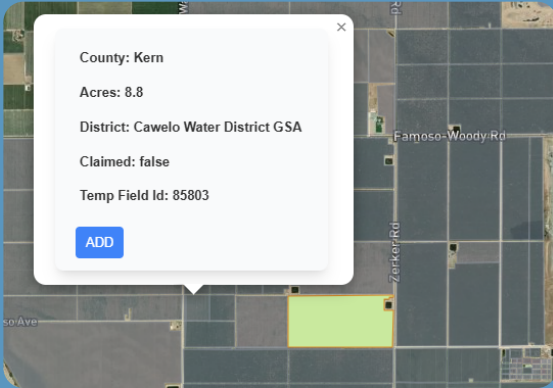 Rd
×
County: Kern
Acres: 8.8
District: Cawelo Water District GSA
Claimed: false
Temp Field Id: 85803
ADD
Famoso-Woody Rd
Zerker Rd
so Ave